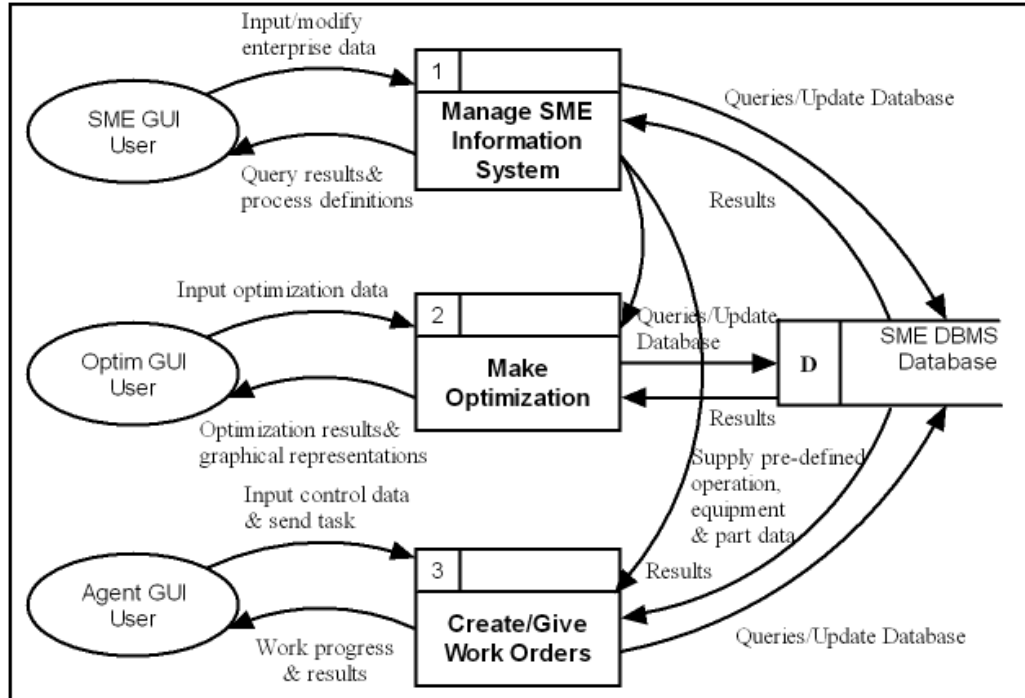 Input/modify
enterprise data
SME GUI
User
1
Manage SME
Information
System
Queries/Update Database
Query results&
process definitions
Results
Input optimization data
2
Queries/Update
Database
SME DBMS
Database
Optim GUI
User
Make
Optimization
D
Results
Optimization results&
graphical representations
Supply pre-defined
operation,
equipment
& part data
Input control data
& send task
3
Results
Agent GUI
User
Create/Give
Work Orders
Queries/Update Database
Work progress
& results